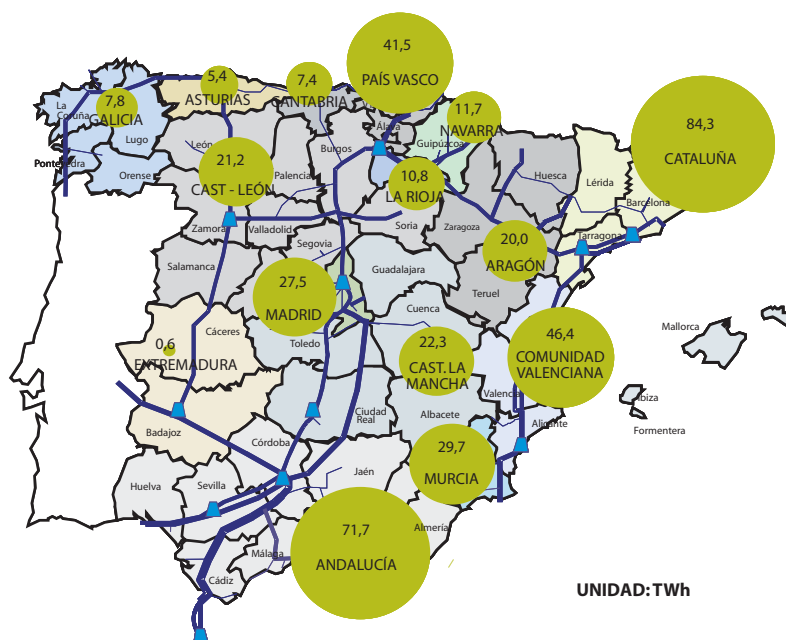 41,5
PAÍS VASCO
5,4
ASTURIAS
7,4
CANTABRIA
7,8
GALICIA
La
Coruña
Lugo
Pontevedra
Orense
León
Burgos
Palencia
Álava
Guipúzcoa
11,7
NAVARRA
84,3
CATALUÑA
21,2
CAST - LEÓN
10,8
LA RIOJA
Huesca
Lérida
Barcelona
Zamora
Valladolid
Soria
Zaragoza
Tarragona
20,0
ARAGÓN
Segovia
Salamanca
Guadalajara
Teruel
27,5
MADRID
Cuenca
Cáceres
Toledo
0,6
EXTREMADURA
22,3
CAST. LA
MANCHA
46,4
COMUNIDAD
VALENCIANA
Mallorca
Valencia
Ibiza
Formentera
Badajoz
Ciudad
Real
Albacete
Alicante
Córdoba
29,7
MURCIA
Huelva
Sevilla
Jaén
Almería
71,7
ANDALUCÍA
Málaga
Cádiz
UNIDAD: TWh